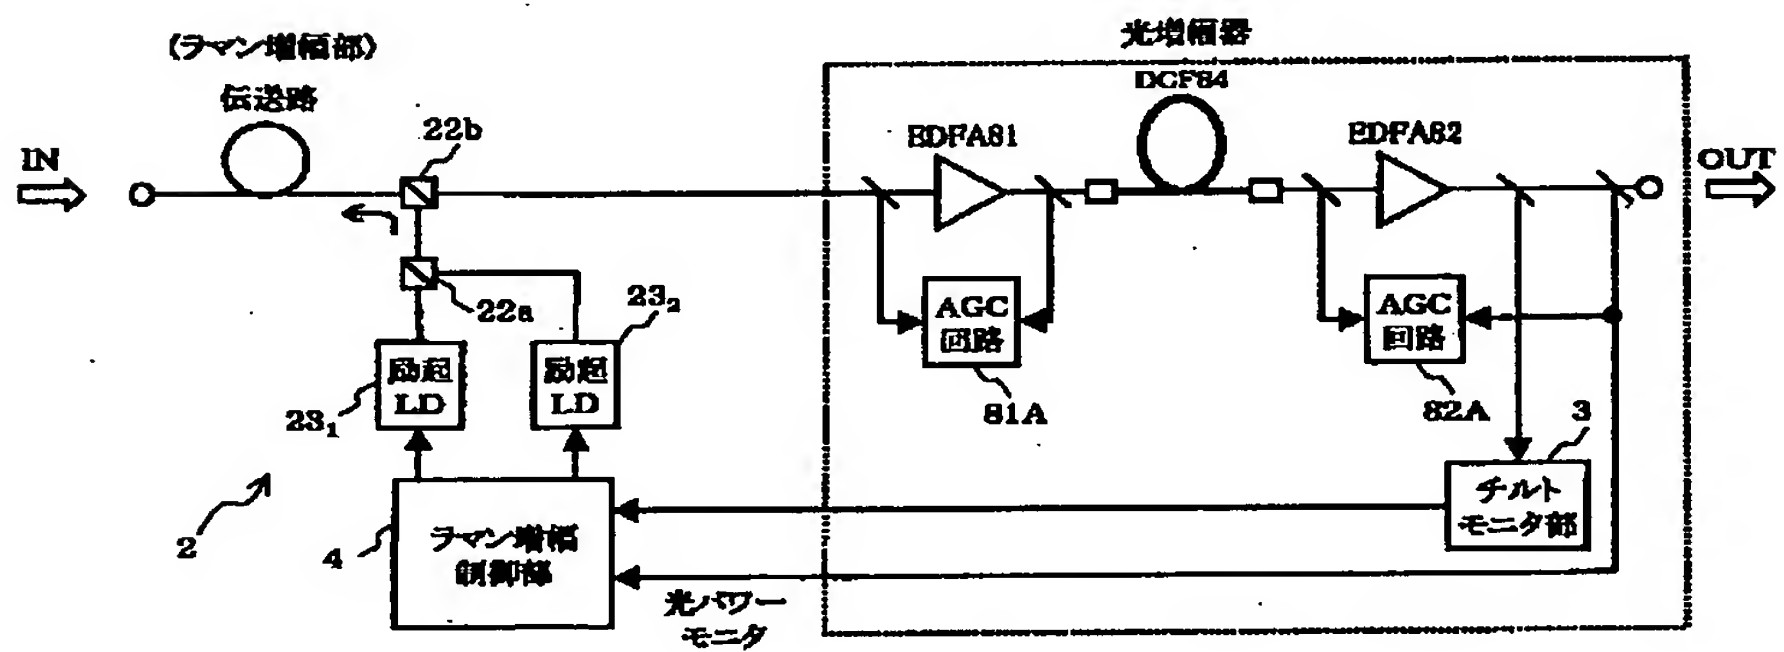 (ラマン増幅部)
伝送路
IN
22b
22a
23₁
励起
LD
23₂
励起
LD
2
4
ラマン増幅
制御部
光パワー
モニタ
光増幅器
EDFA81
DCF84
EDFA82
OUT
AGC
回路
81A
AGC
回路
82A
3
チルト
モニタ部